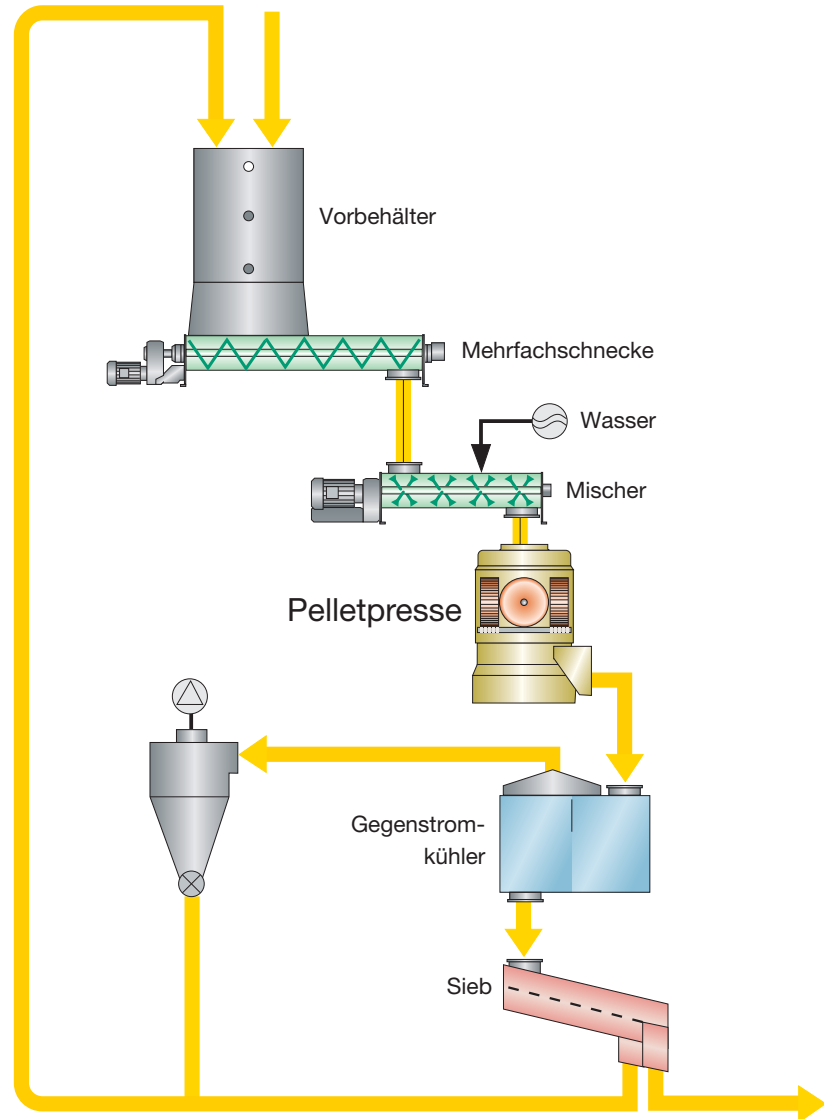 Vorbehälter
Mehrfachschnecke
Wasser
Mischer
Pelletpresse
Gegenstrom-
kühler
Sieb